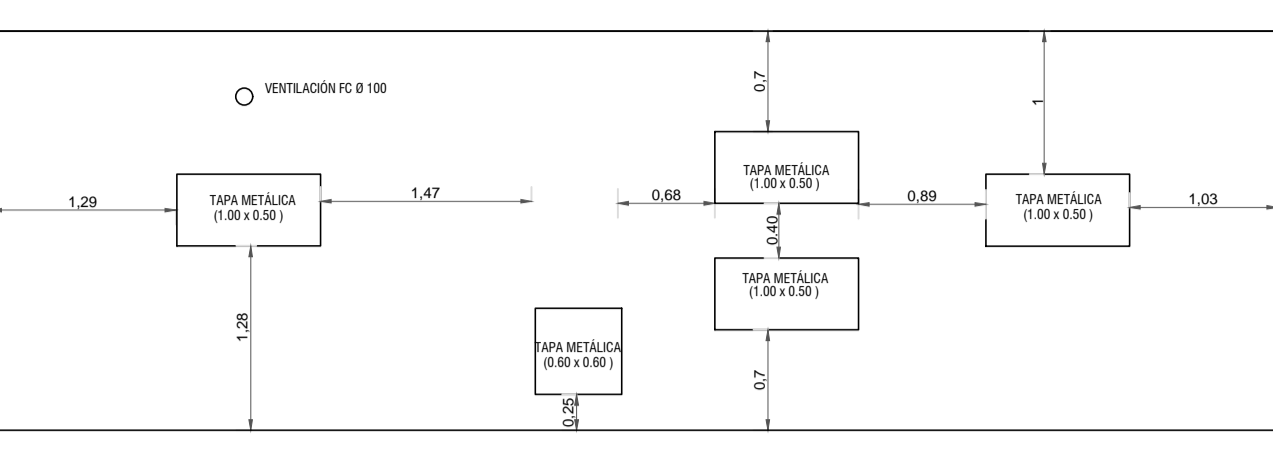 0,7
1
VENTILACIÓN FC Ø 100
1,29
TAPA METÁLICA
(1.00 x 0.50 )
1,47
0,68
TAPA METÁLICA
(1.00 x 0.50 )
0,89
TAPA METÁLICA
(1.00 x 0.50 )
1,03
0.40
TAPA METÁLICA
(1.00 x 0.50 )
1,28
TAPA METÁLICA
(0.60 x 0.60 )
0,7
0,25